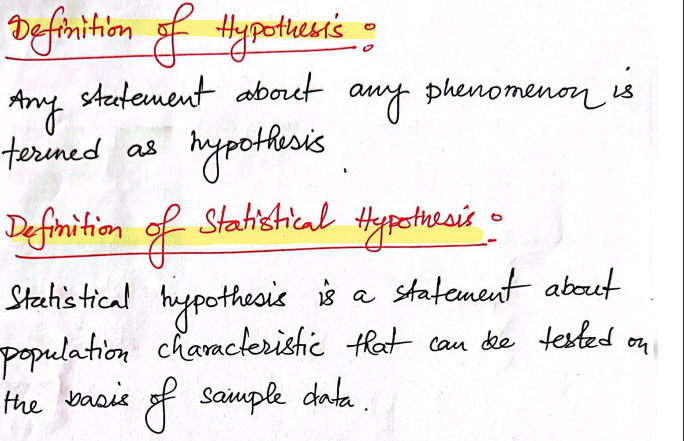 Definition of Hypothesis :
Any statement about any phenomenon is
termed as hypothesis.
Definition of Statistical Hypothesis :
Statistical hypothesis is a statement about
population characteristic that can be tested on
the basis of sample data.